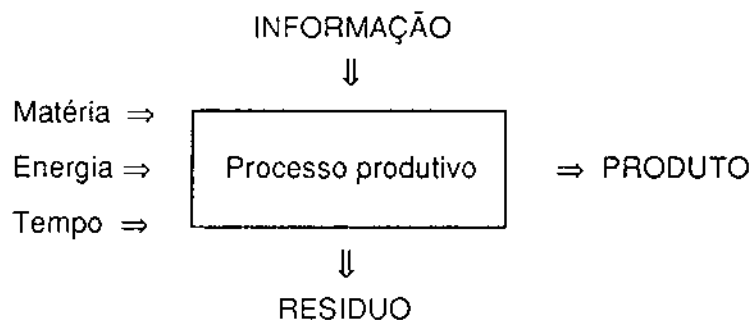 INFORMAÇÃO
⇓
Matéria ⇒
Energia ⇒ Processo produtivo ⇒ PRODUTO
Tempo ⇒
⇓
RESIDUO